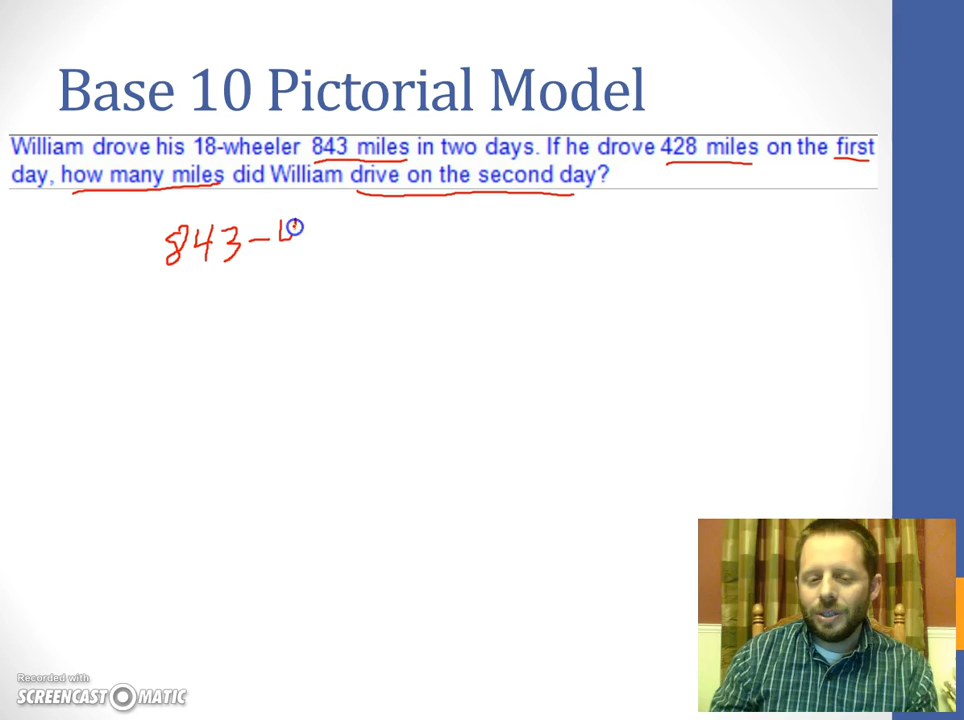 Base 10 Pictorial Model
William drove his 18-wheeler 843 miles in two days. If he drove 428 miles on the first
day, how many miles did William drive on the second day?
843-
Recorded with
SCREENCAST MATIC